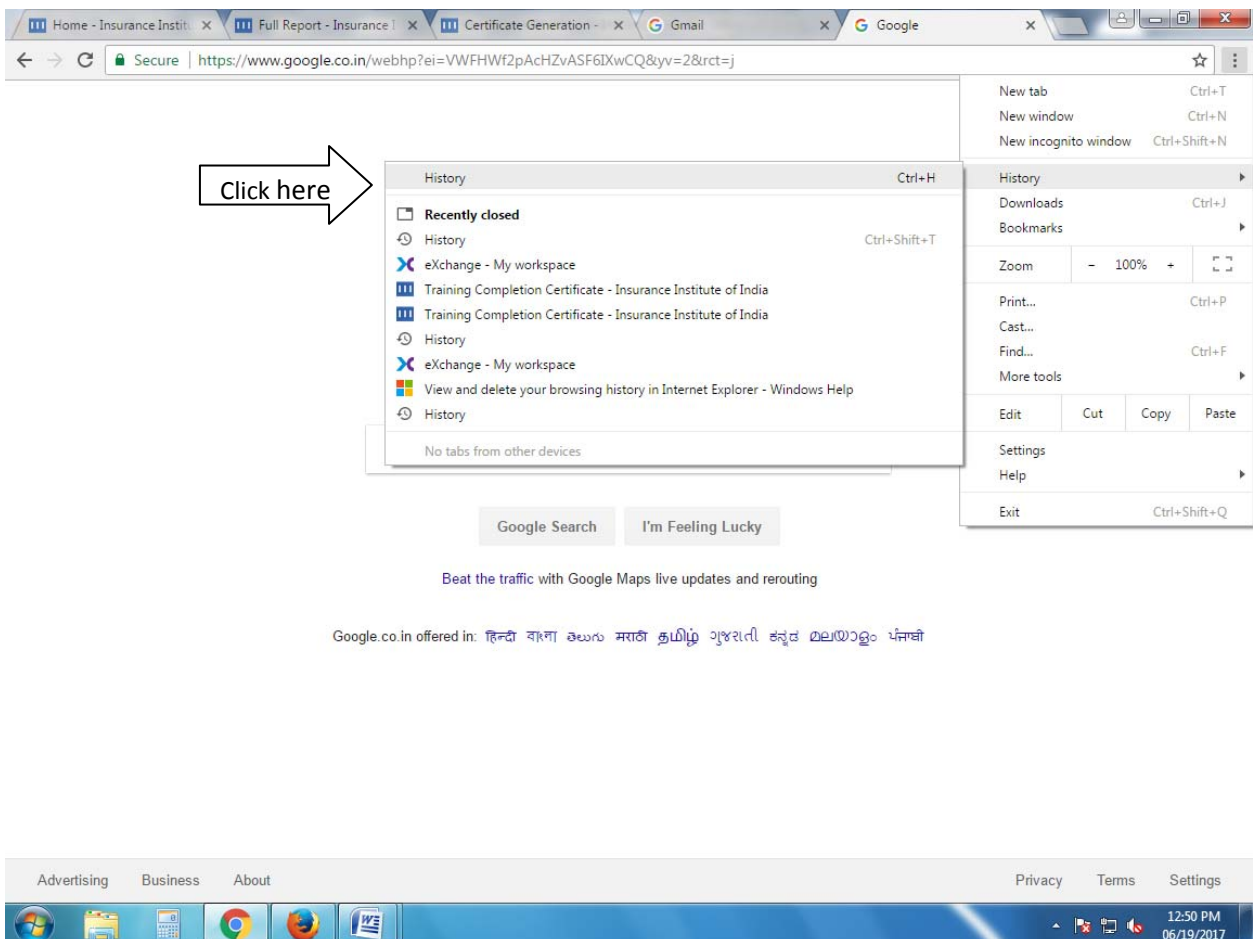 Home - Insurance Instit
Full Report - Insurance I
Certificate Generation -
Gmail
Google
Secure | https://www.google.co.in/webhp?ei=VWFHWf2pAcHZvASF6IXwCQ&yv=2&rct=j
New tab Ctrl+T
New window Ctrl+N
New incognito window Ctrl+Shift+N
History
Downloads Ctrl+J
Bookmarks
Zoom - 100% +
Print... Ctrl+P
Cast...
Find... Ctrl+F
More tools
Edit Cut Copy Paste
Settings
Help
Exit Ctrl+Shift+Q
Click here
History Ctrl+H
Recently closed
History Ctrl+Shift+T
eXchange - My workspace
Training Completion Certificate - Insurance Institute of India
Training Completion Certificate - Insurance Institute of India
History
eXchange - My workspace
View and delete your browsing history in Internet Explorer - Windows Help
History
No tabs from other devices
Google Search I'm Feeling Lucky
Beat the traffic with Google Maps live updates and rerouting
Google.co.in offered in: हिन्दी বাংলা తెలుగు मराठी தமிழ் ગુજરાતી ಕನ್ನಡ മലയാളം ਪੰਜਾਬੀ
Advertising Business About Privacy Terms Settings
12:50 PM
06/19/2017